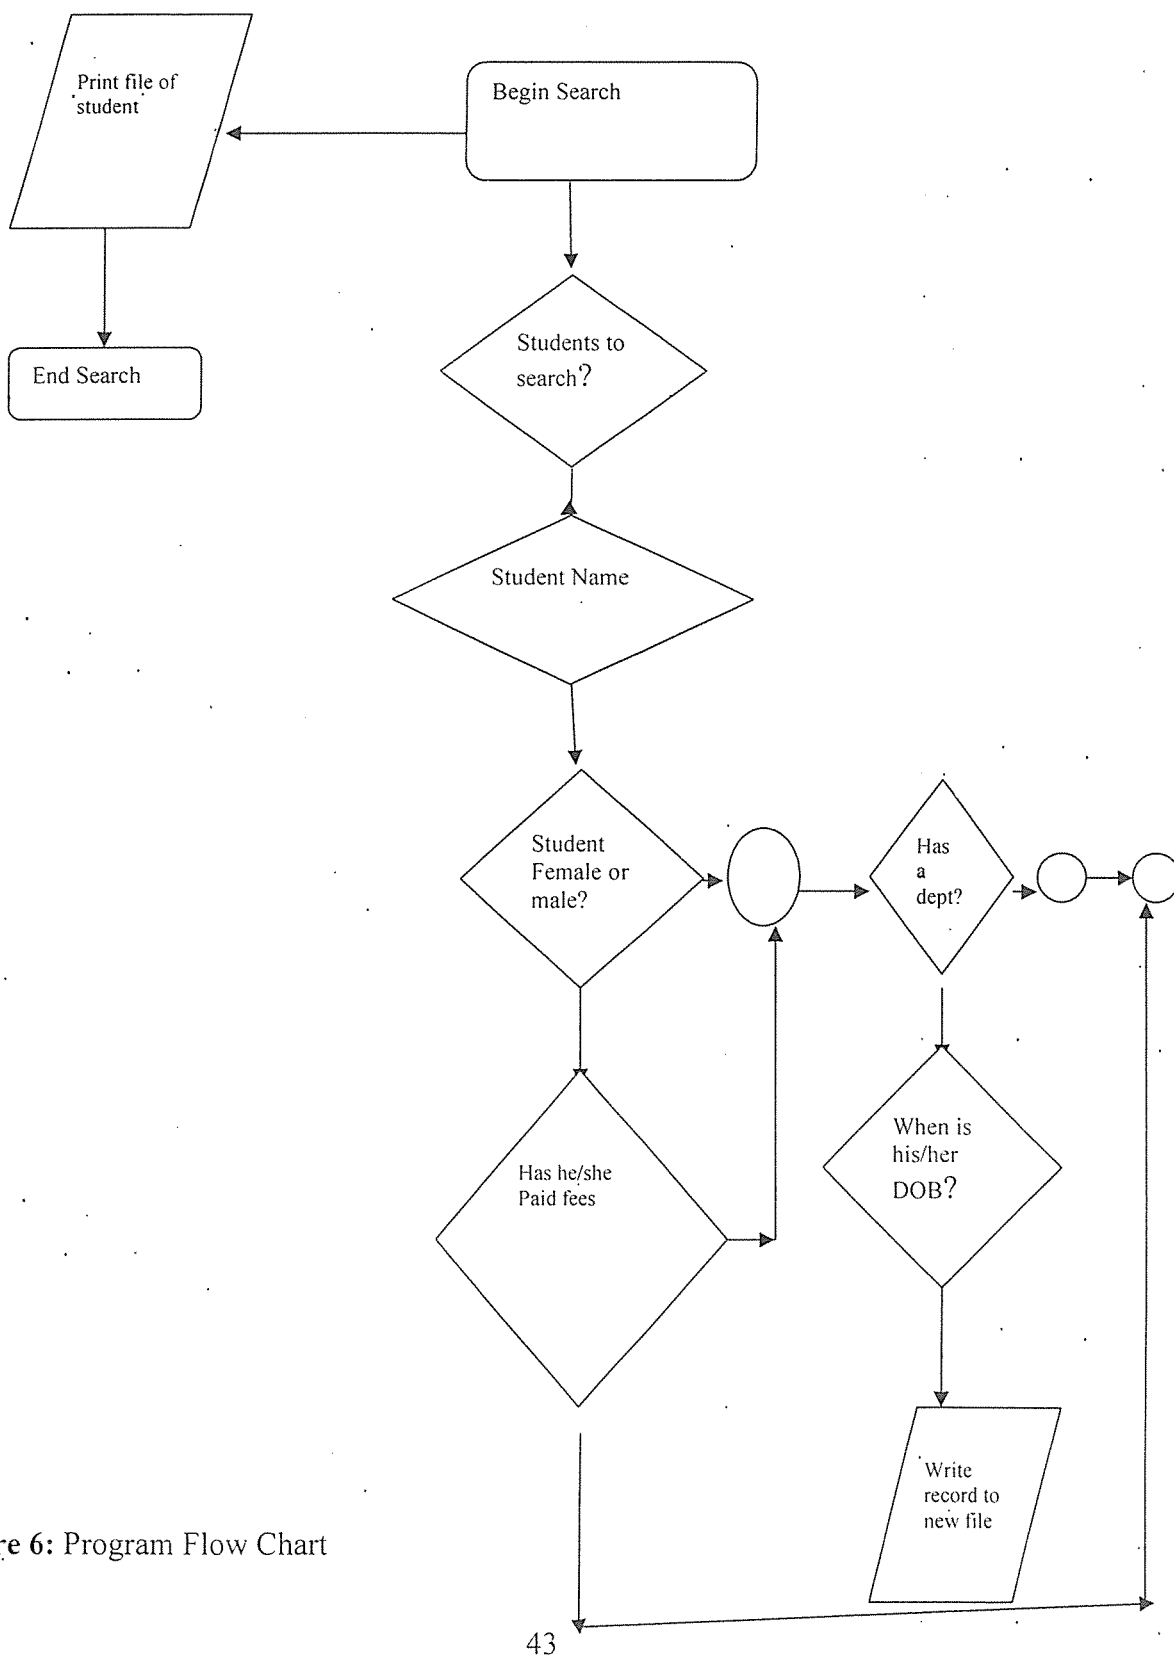 Print file of
student
Begin Search
End Search
Students to
search?
Student Name
Student
Female or
male?
Has
a
dept?
Has he/she
Paid fees
When is
his/her
DOB?
Write
record to
new file
re 6: Program Flow Chart
43